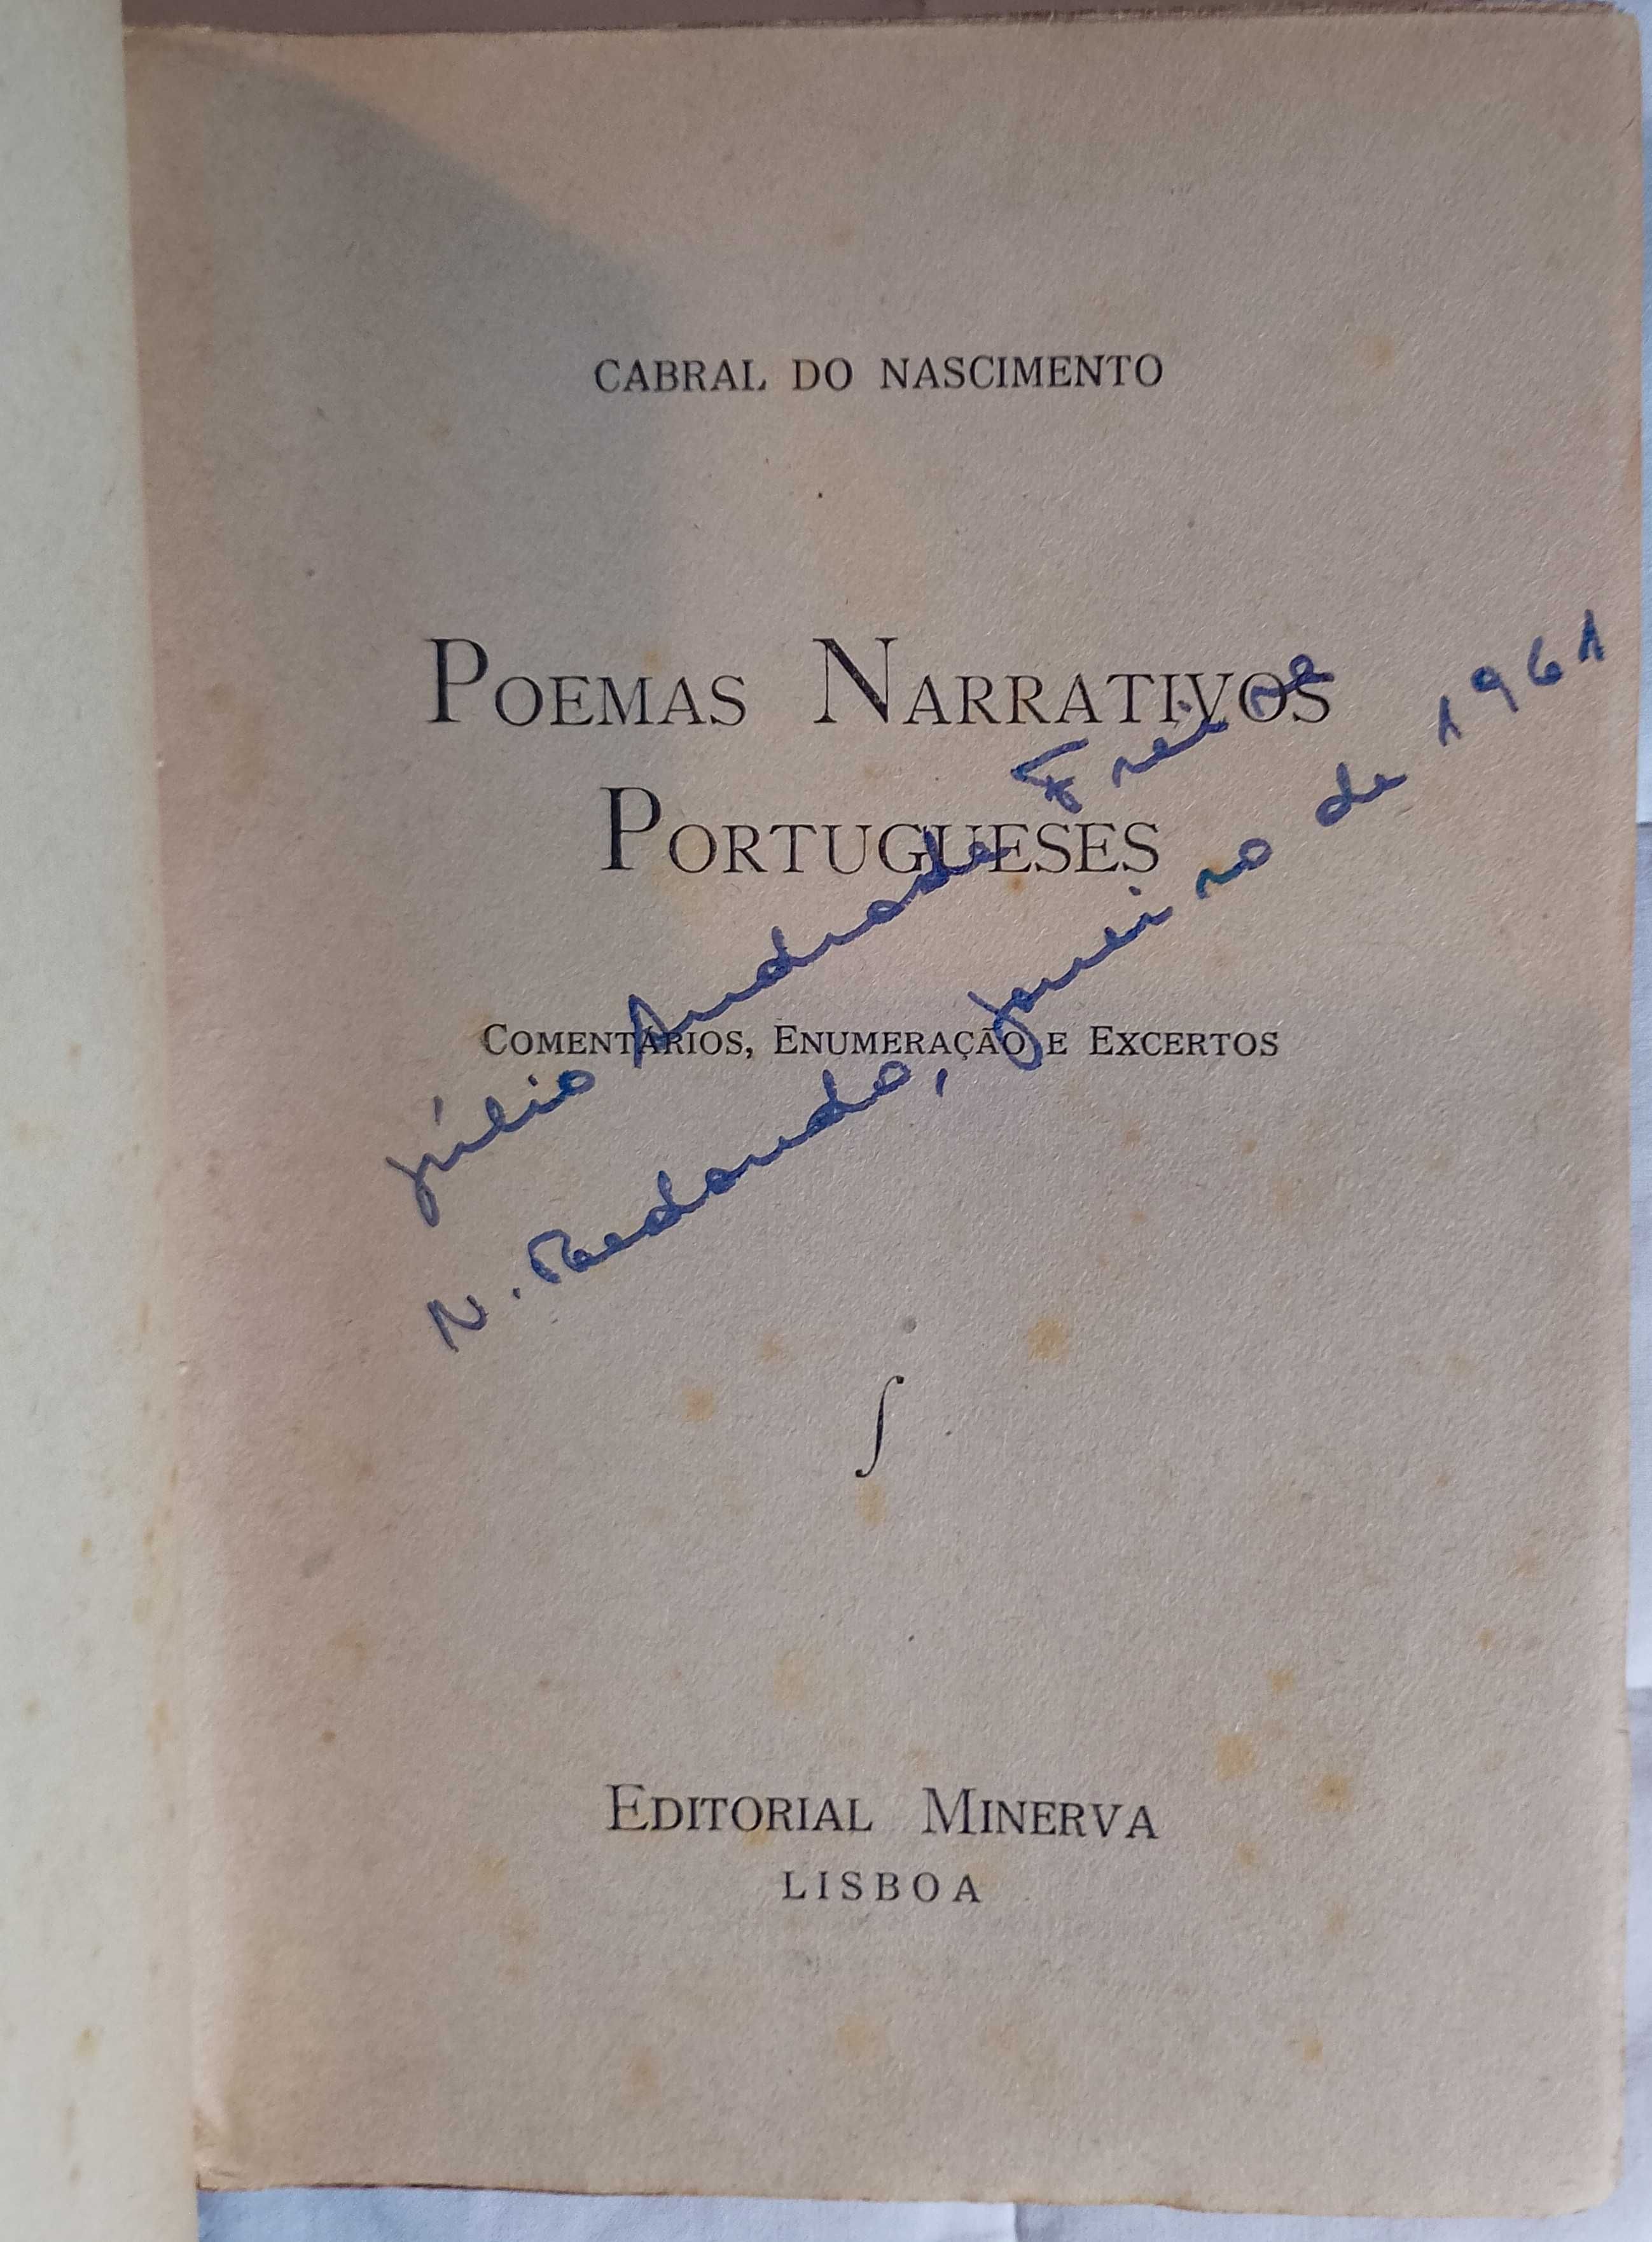 CABRAL DO NASCIMENTO
POEMAS NARRATIVOS
PORTUGUESES
COMENTÁRIOS, ENUMERAÇÃO E EXCERTOS
Júlio Andrade Freire
N. Redondo, Janeiro de 1961
∫
EDITORIAL MINERVA
LISBOA